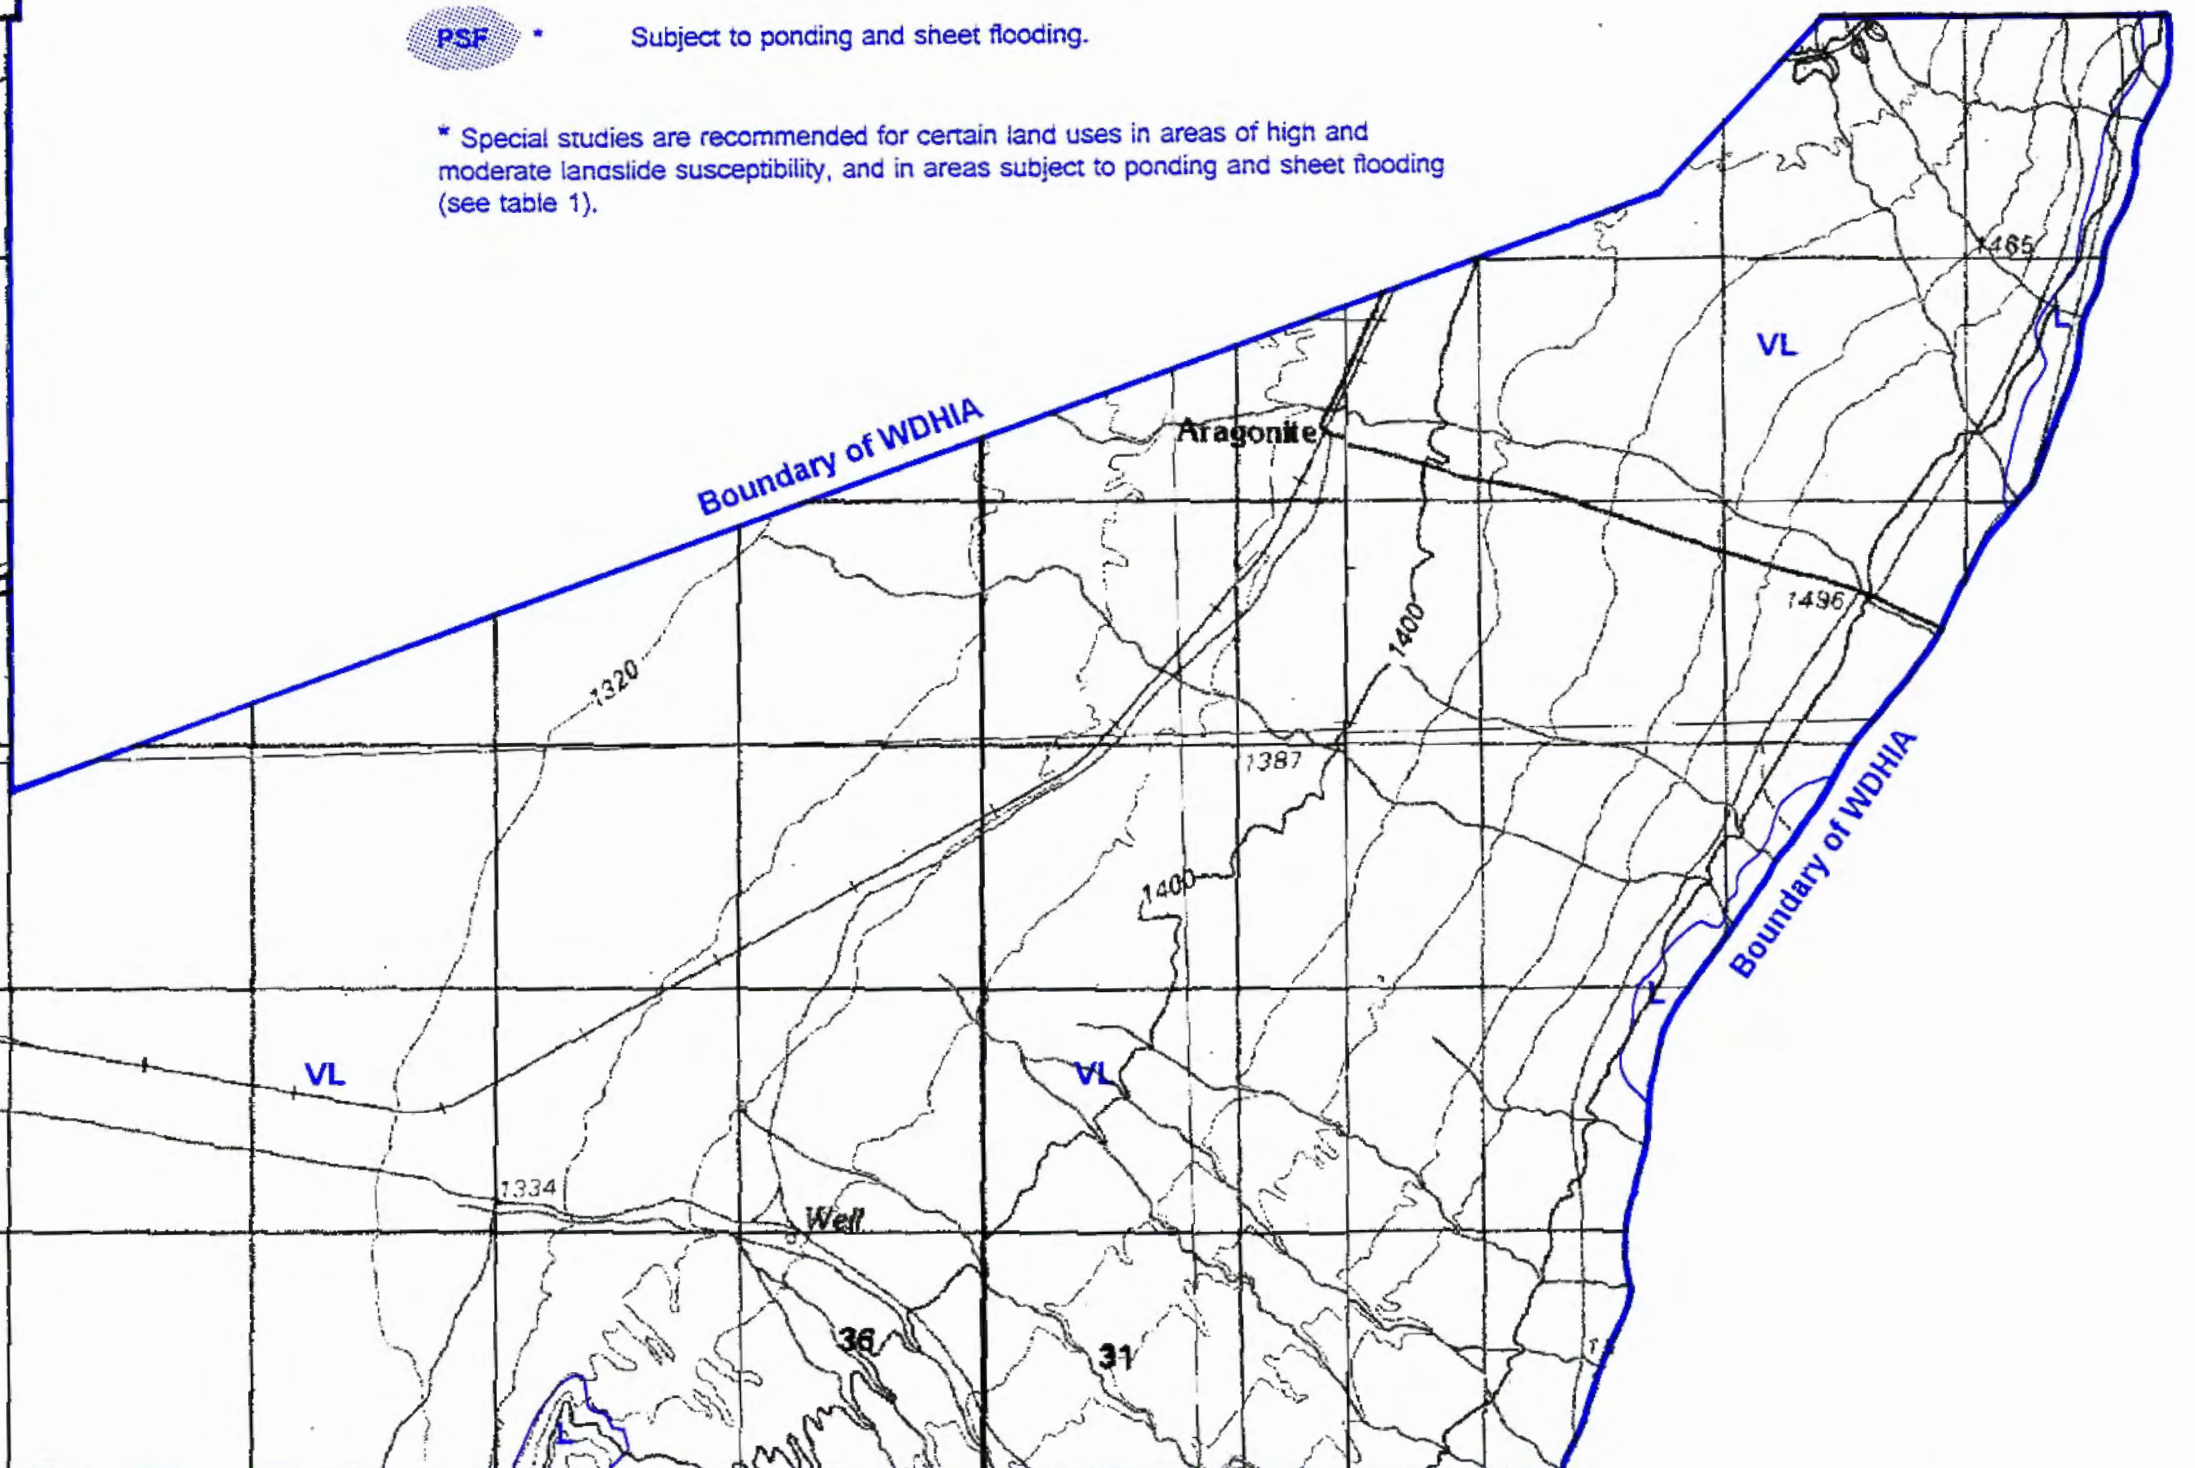 PSF * Subject to ponding and sheet flooding.
* Special studies are recommended for certain land uses in areas of high and
moderate landslide susceptibility, and in areas subject to ponding and sheet flooding
(see table 1).
1465
L
VL
Boundary of WDHIA
Aragonite
1496
1400
1320
1387
Boundary of WDHIA
1400
L
VL
VL
1334
Well
36
31
L